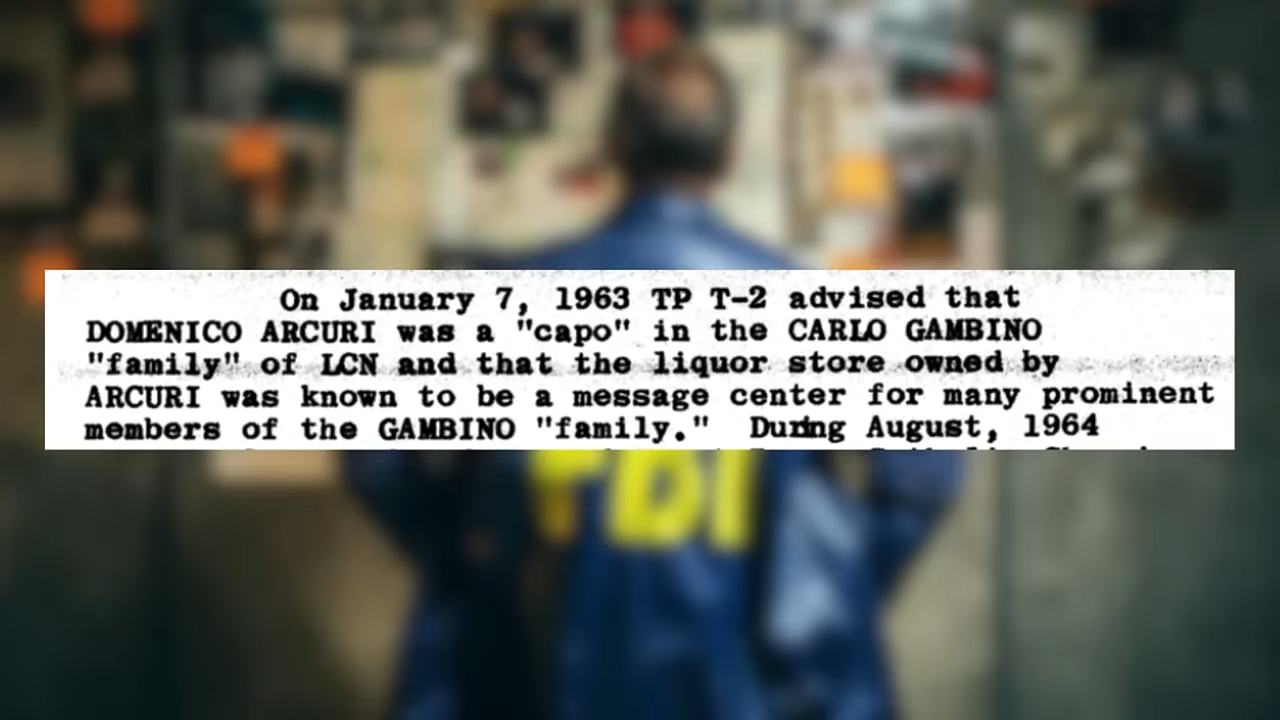 On January 7, 1963 TP T-2 advised that
DOMENICO ARCURI was a "capo" in the CARLO GAMBINO
"family" of LCN and that the liquor store owned by
ARCURI was known to be a message center for many prominent
members of the GAMBINO "family." During August, 1964
FBI